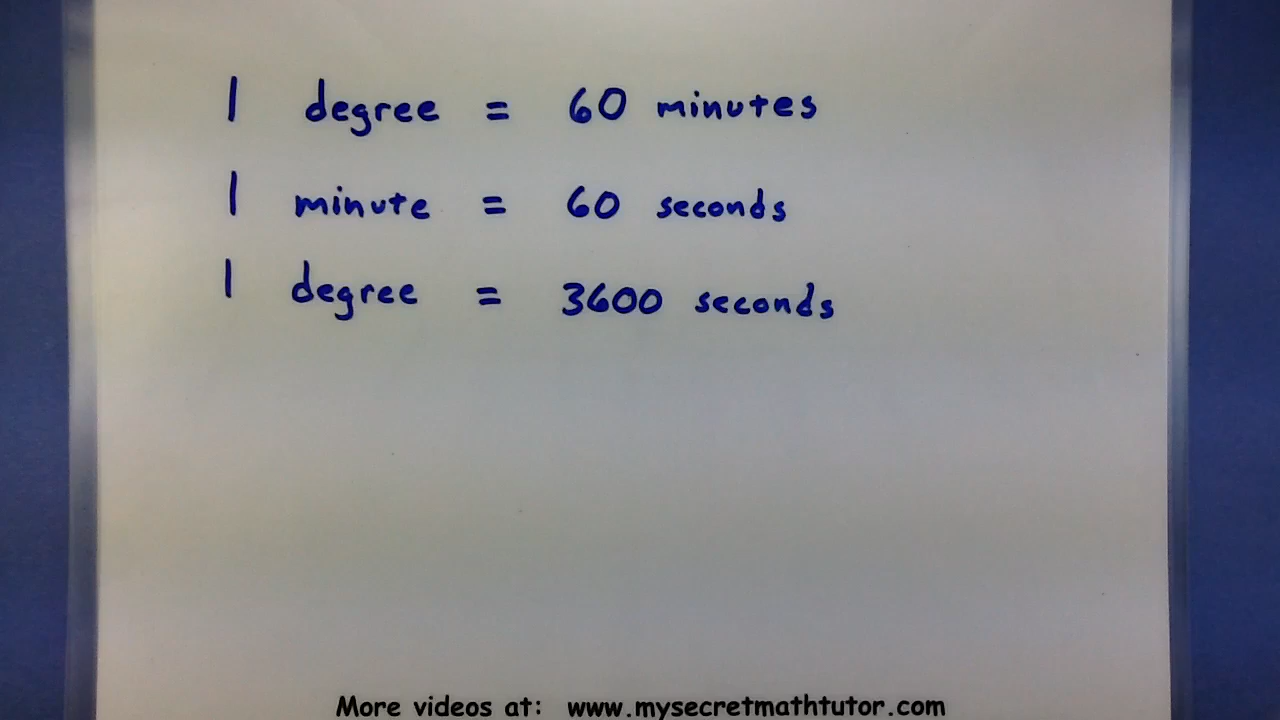 1 degree = 60 minutes
1 minute = 60 seconds
1 degree = 3600 seconds
More videos at: www.mysecretmathtutor.com